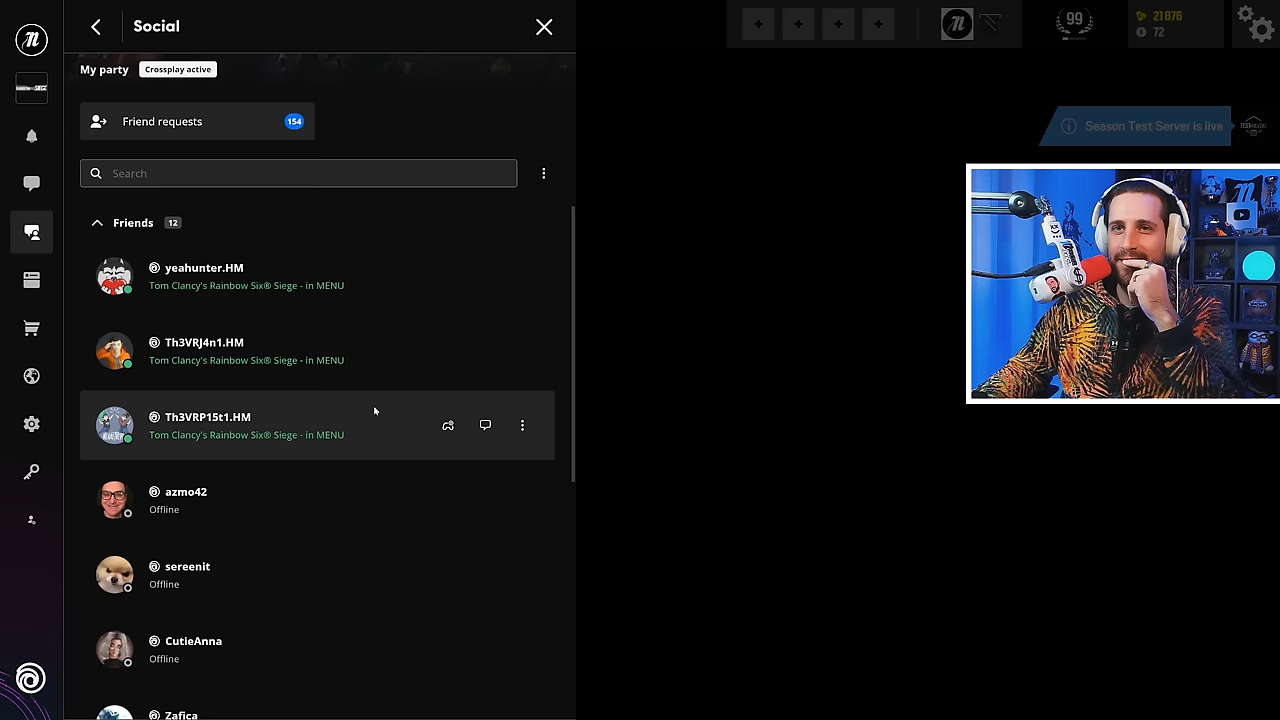 Social
My party
Crossplay active
Friend requests
154
Search
Friends 12
yeahunter.HM
Tom Clancy's Rainbow Six® Siege - in MENU
Th3VRJ4n1.HM
Tom Clancy's Rainbow Six® Siege - in MENU
Th3VRP15t1.HM
Tom Clancy's Rainbow Six® Siege - in MENU
azmo42
Offline
sereenit
Offline
CutieAnna
Offline
Zafica
99
21876
72
Season Test Server is live